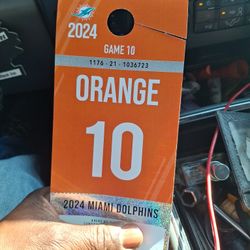 2024
GAME 10
1176 - 21 - 1036723
ORANGE
10
2024 MIAMI DOLPHINS